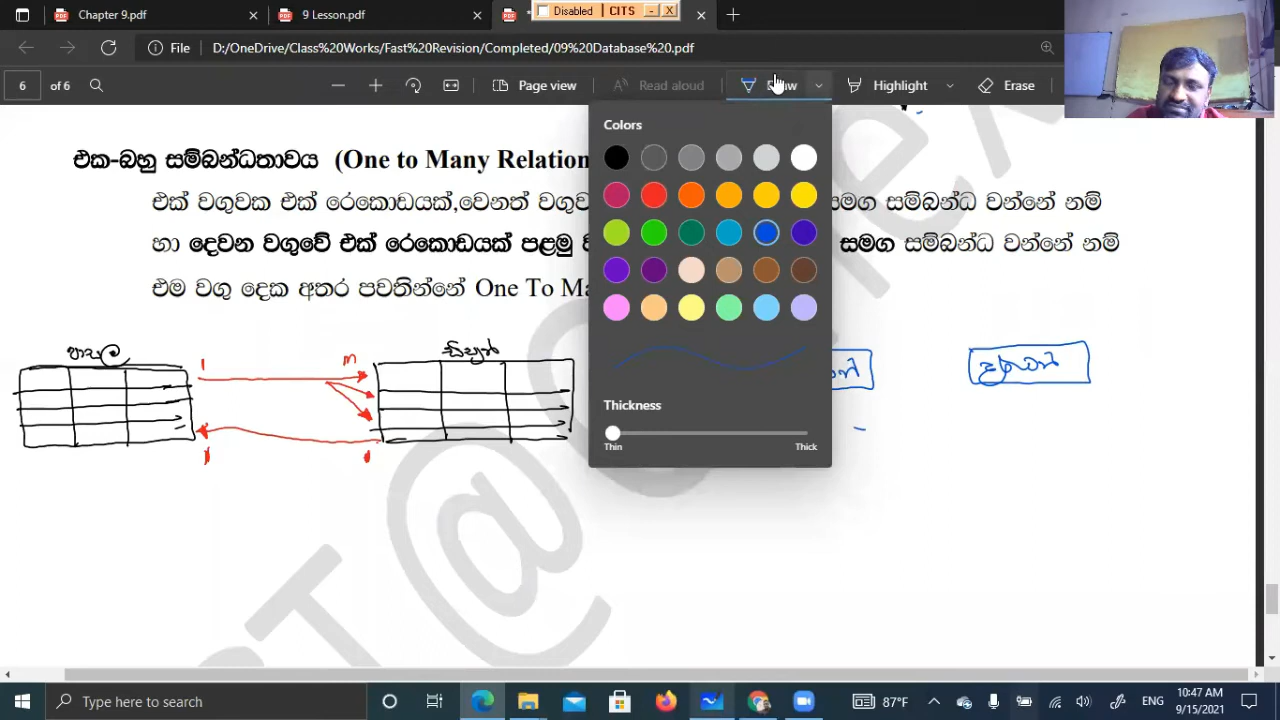 Chapter 9.pdf
9 Lesson.pdf
Disabled CITS
File D:/OneDrive/Class%20Works/Fast%20Revision/Completed/09%20Database%20.pdf
6 of 6
Page view
Read aloud
Draw
Highlight
Erase
Colors
එක-බහු සම්බන්ධතාවය (One to Many Relation
එක් වගුවක එක් රෙකොඩයක්,වෙනත් වගුව
සමග සම්බන්ධ වන්නේ නම්
හා දෙවන වගුවේ එක් රෙකොඩයක් පළමු
සමග සම්බන්ධ වන්නේ නම්
එම වගු දෙක අතර පවතින්නේ One To Ma
පාසල
1
m
සිසුන්
1
Thickness
Thin
Thick
Type here to search
87°F
ENG
10:47 AM
9/15/2021